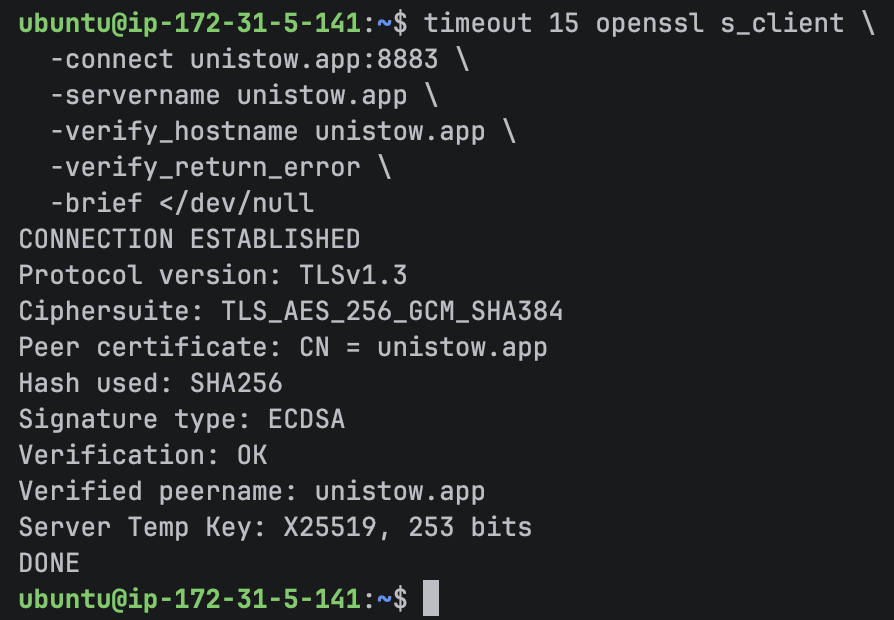 ubuntu@ip-172-31-5-141:~$ timeout 15 openssl s_client \
  -connect unistow.app:8883 \
  -servername unistow.app \
  -verify_hostname unistow.app \
  -verify_return_error \
  -brief </dev/null
CONNECTION ESTABLISHED
Protocol version: TLSv1.3
Ciphersuite: TLS_AES_256_GCM_SHA384
Peer certificate: CN = unistow.app
Hash used: SHA256
Signature type: ECDSA
Verification: OK
Verified peername: unistow.app
Server Temp Key: X25519, 253 bits
DONE
ubuntu@ip-172-31-5-141:~$